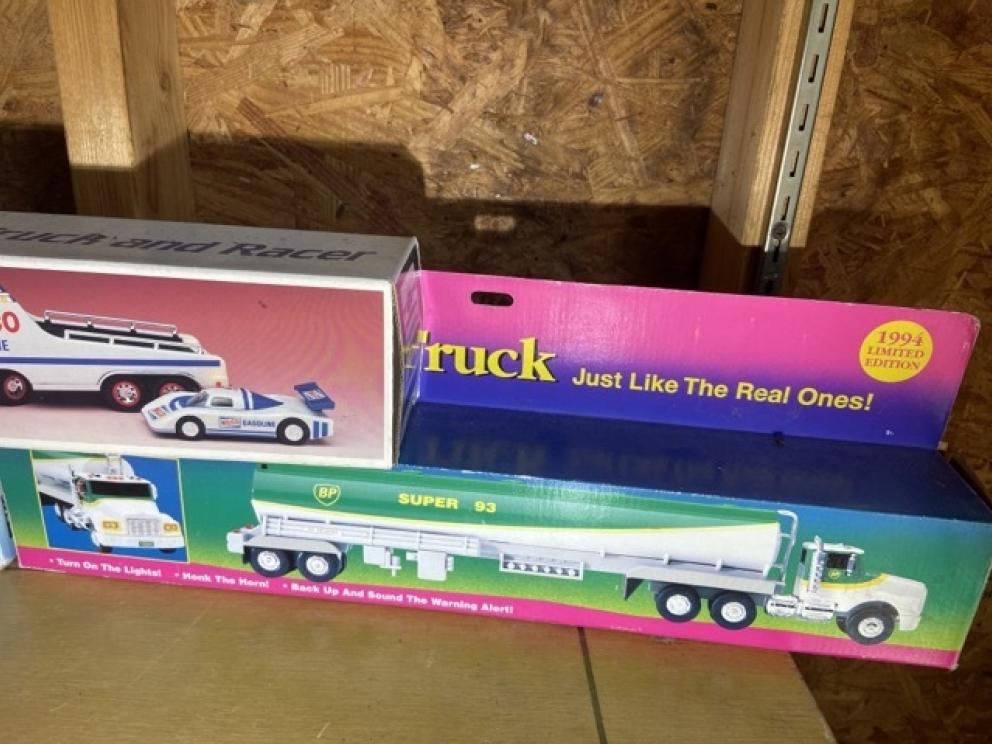 Truck and Racer
GASOLINE
Truck Just Like The Real Ones!
1994
LIMITED
EDITION
BP SUPER 93
• Turn On The Lights! • Honk The Horn! • Back Up And Sound The Warning Alert!